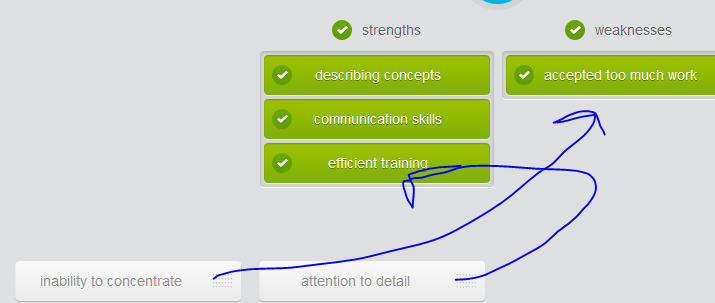 strengths
weaknesses
describing concepts
accepted too much work
communication skills
efficient training
inability to concentrate
attention to detail